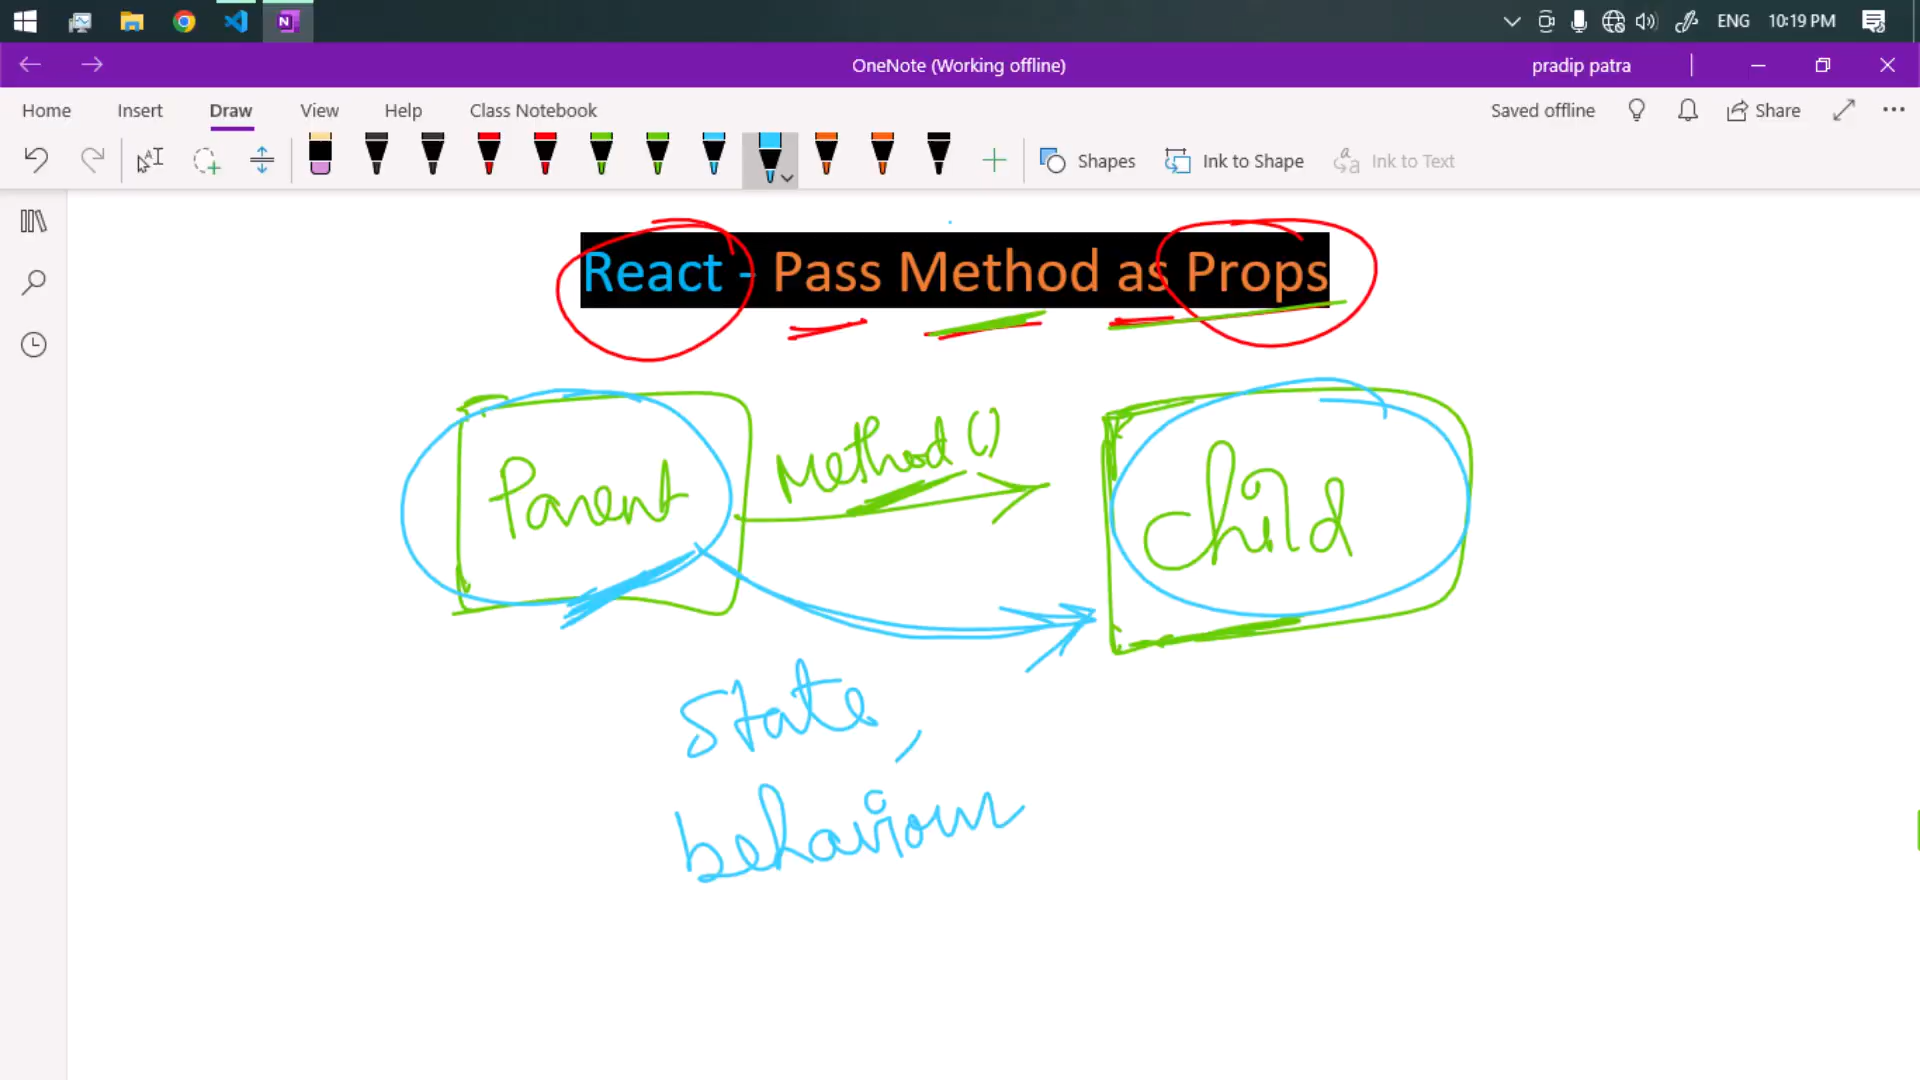 ENG 10:19 PM
OneNote (Working offline)
pradip patra
Home Insert Draw View Help Class Notebook
Saved offline Share
Shapes Ink to Shape Ink to Text
React - Pass Method as Props
Parent Method () child
state,
behaviour